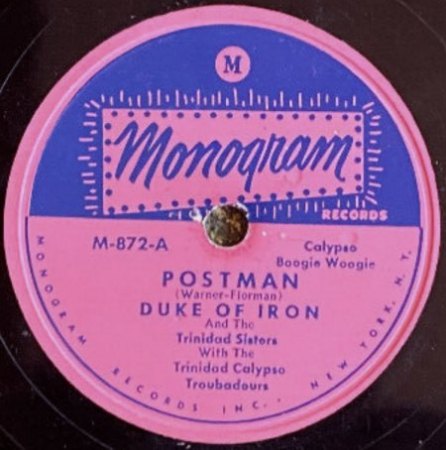 M
Monogram
RECORDS
M-872-A
Calypso
Boogie Woogie
POSTMAN
(Warner-Florman)
DUKE OF IRON
And The
Trinidad Sisters
With The
Trinidad Calypso
Troubadours
MONOGRAM RECORDS INC., NEW YORK, N. Y.